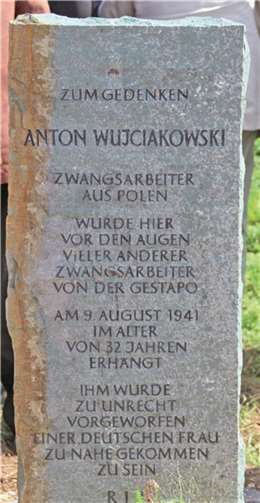 ZUM GEDENKEN
ANTON WUJCIAKOWSKI
ZWANGSARBEITER
AUS POLEN
WURDE HIER
VOR DEN AUGEN
VIELER ANDERER
ZWANGSARBEITER
VON DER GESTAPO
AM 9. AUGUST 1941
IM ALTER
VON 32 JAHREN
ERHÄNGT
IHM WURDE
ZU UNRECHT
VORGEWORFEN
EINER DEUTSCHEN FRAU
ZU NAHE GEKOMMEN
ZU SEIN
R I